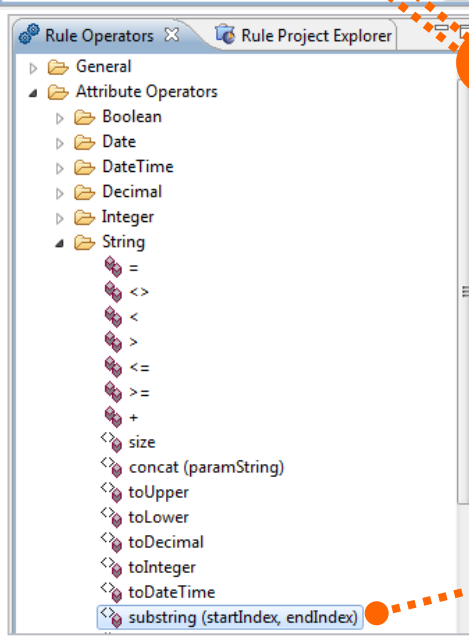 Rule Operators Rule Project Explorer
General
Attribute Operators
Boolean
Date
DateTime
Decimal
Integer
String
=
<>
<
>
<=
>=
+
size
concat (paramString)
toUpper
toLower
toDecimal
toInteger
toDateTime
substring (startIndex, endIndex)